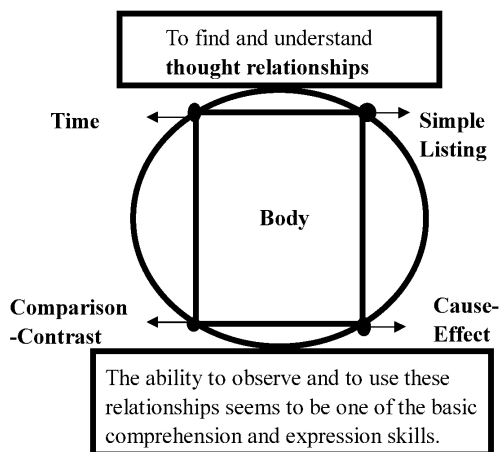 To find and understand
thought relationships
Time
Simple
Listing
Body
Comparison
-Contrast
Cause-
Effect
The ability to observe and to use these
relationships seems to be one of the basic
comprehension and expression skills.